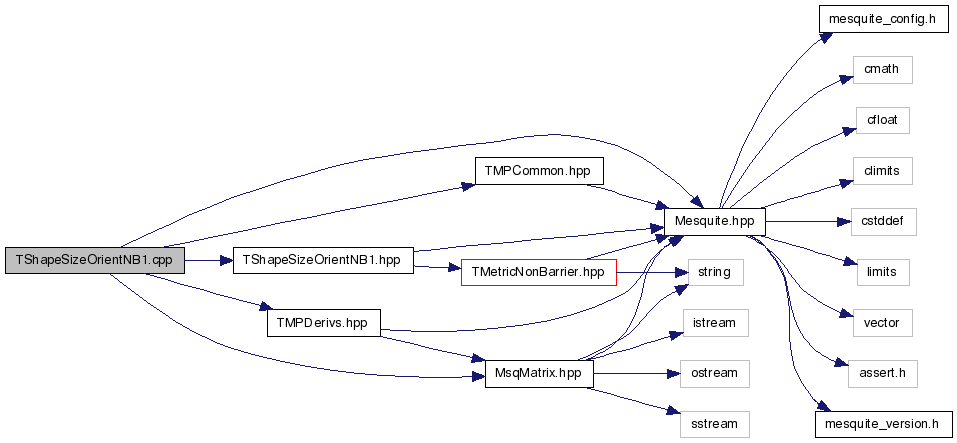 mesquite_config.h
cmath
cfloat
TMPCommon.hpp
climits
Mesquite.hpp
cstddef
TShapeSizeOrientNB1.cpp
TShapeSizeOrientNB1.hpp
TMetricNonBarrier.hpp
string
limits
TMPDerivs.hpp
istream
vector
MsqMatrix.hpp
ostream
assert.h
sstream
mesquite_version.h